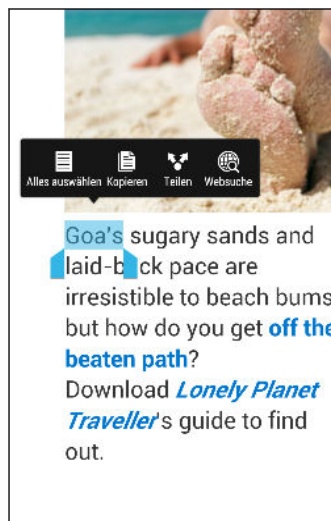 Alles auswählen Kopieren Teilen Websuche
Goa's sugary sands and
laid-back pace are
irresistible to beach bums
but how do you get off the
beaten path?
Download Lonely Planet
Traveller's guide to find
out.